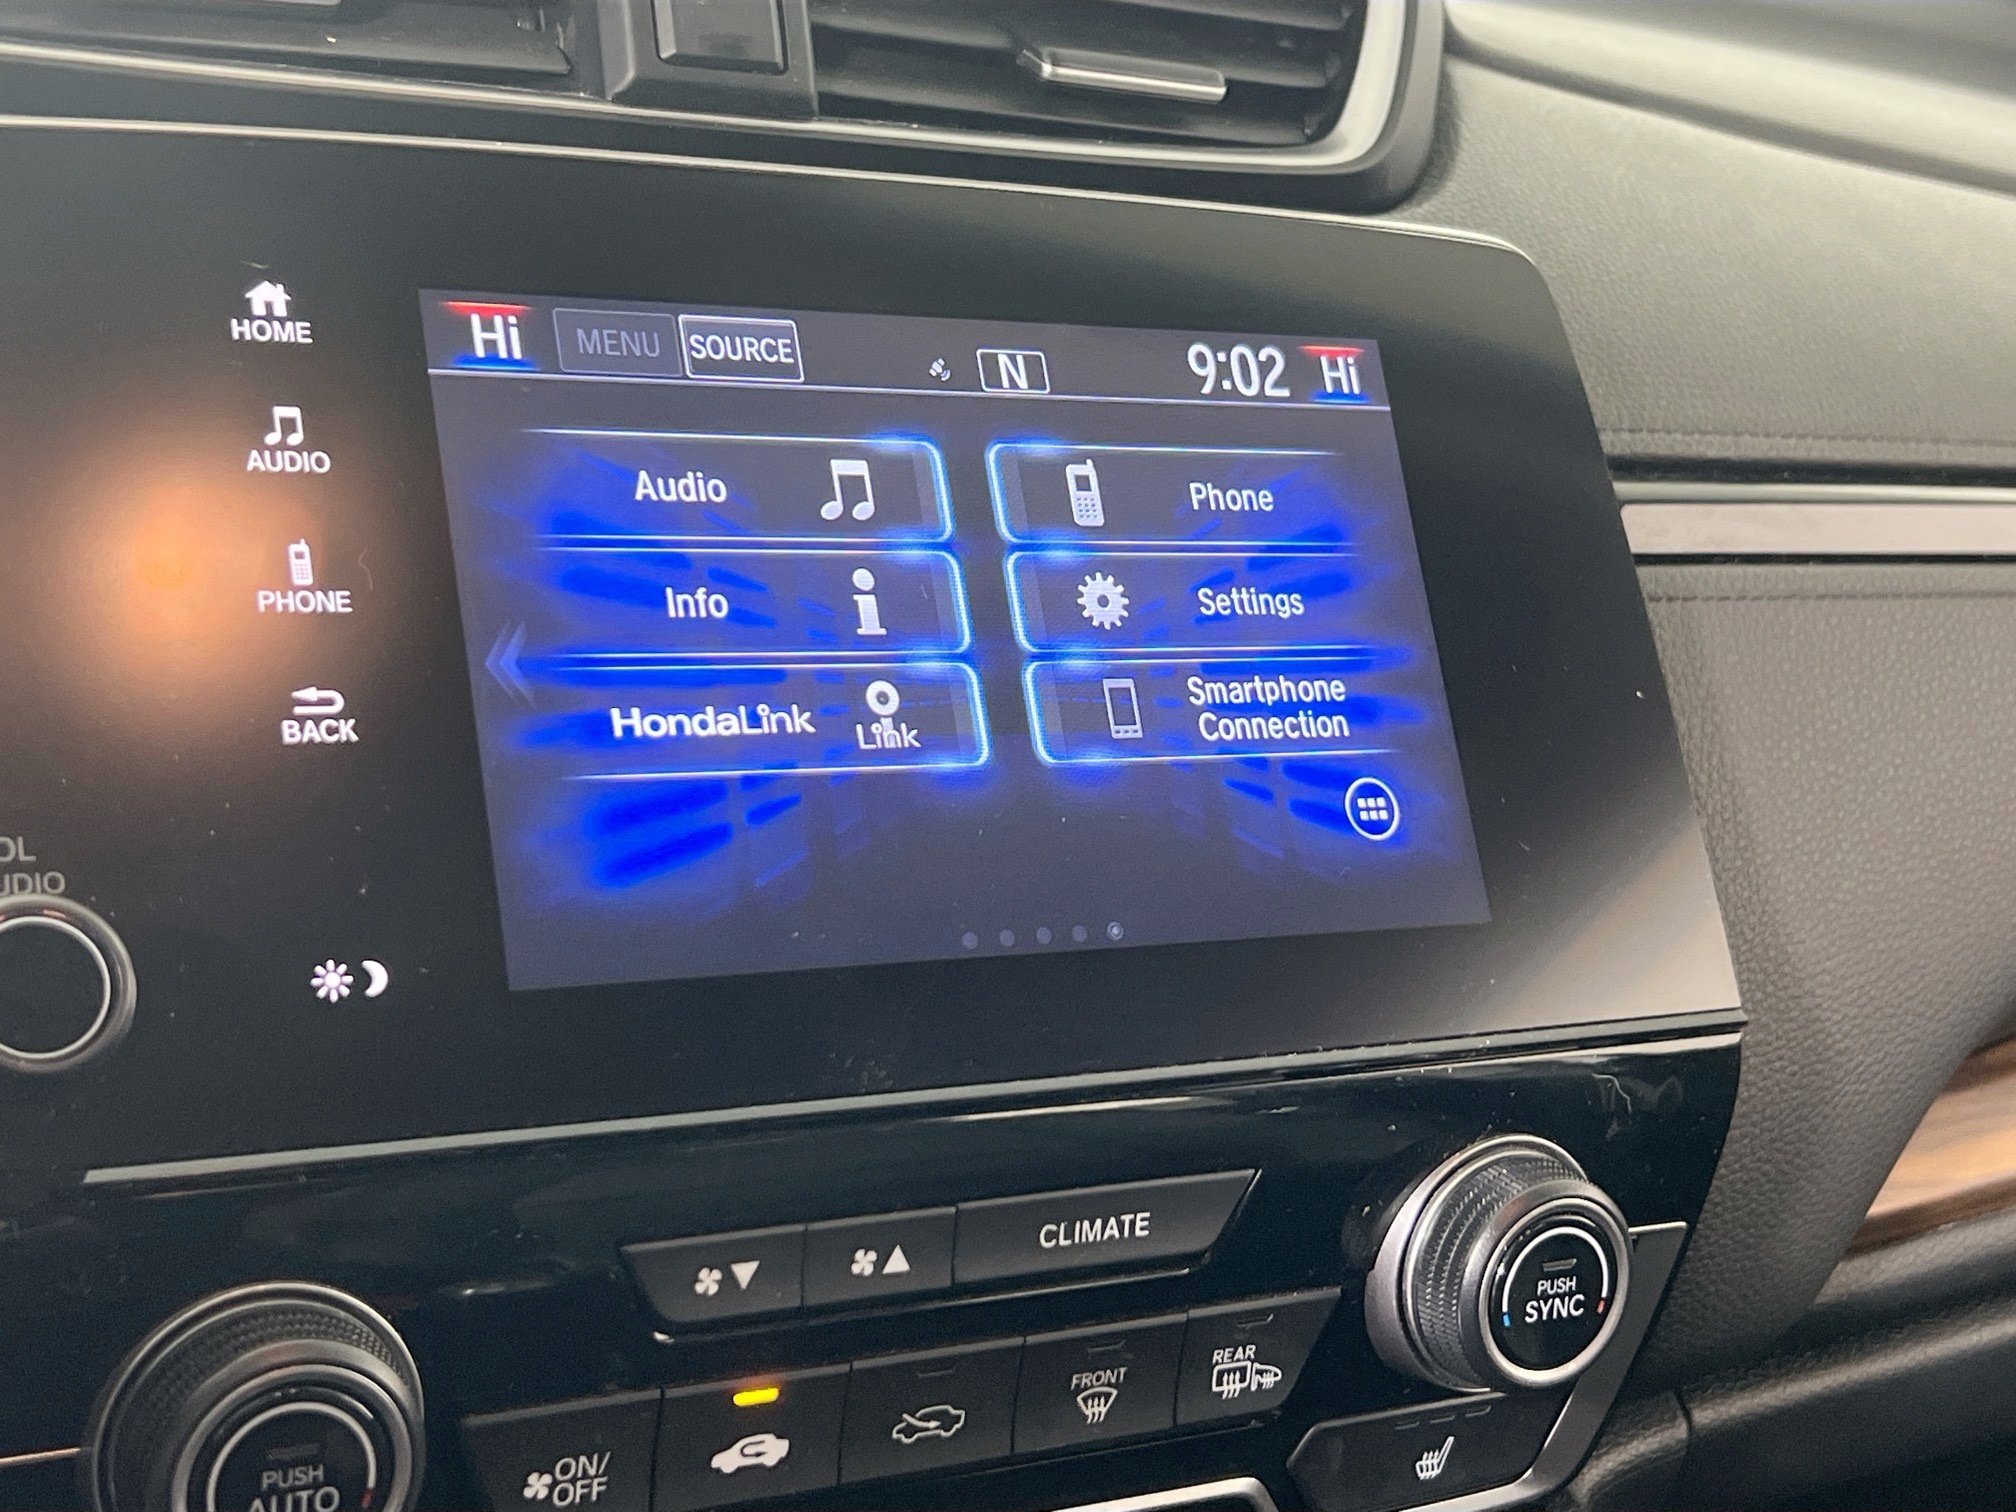 HOME
AUDIO
PHONE
BACK
Hi MENU SOURCE N 9:02 Hi
Audio
Phone
Info
Settings
HondaLink
Link
Smartphone
Connection
CLIMATE
PUSH
SYNC
ON/
OFF
FRONT
REAR
PUSH
AUTO